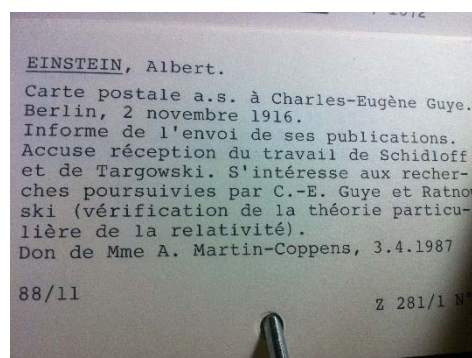 EINSTEIN, Albert.
Carte postale a.s. à Charles-Eugène Guye.
Berlin, 2 novembre 1916.
Informe de l'envoi de ses publications.
Accuse réception du travail de Schidloff
et de Targowski. S'intéresse aux recher-
ches poursuivies par C.-E. Guye et Ratnow
ski (vérification de la théorie particu-
lière de la relativité).
Don de Mme A. Martin-Coppens, 3.4.1987
88/11
Z 281/1 N°